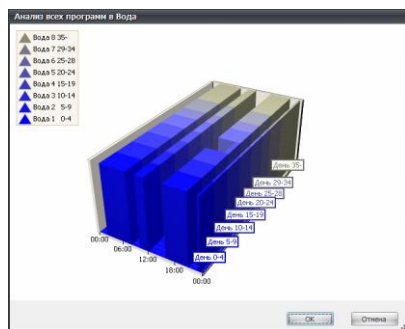 Анализ всех программ в Вода
Вода 8 35-
Вода 7 29-34
Вода 6 25-28
Вода 5 20-24
Вода 4 15-19
Вода 3 10-14
Вода 2 5-9
Вода 1 0-4
День 35-
День 29-34
День 25-28
День 20-24
День 15-19
День 10-14
День 5-9
День 0-4
00:00
06:00
12:00
18:00
00:00
OK
Отмена